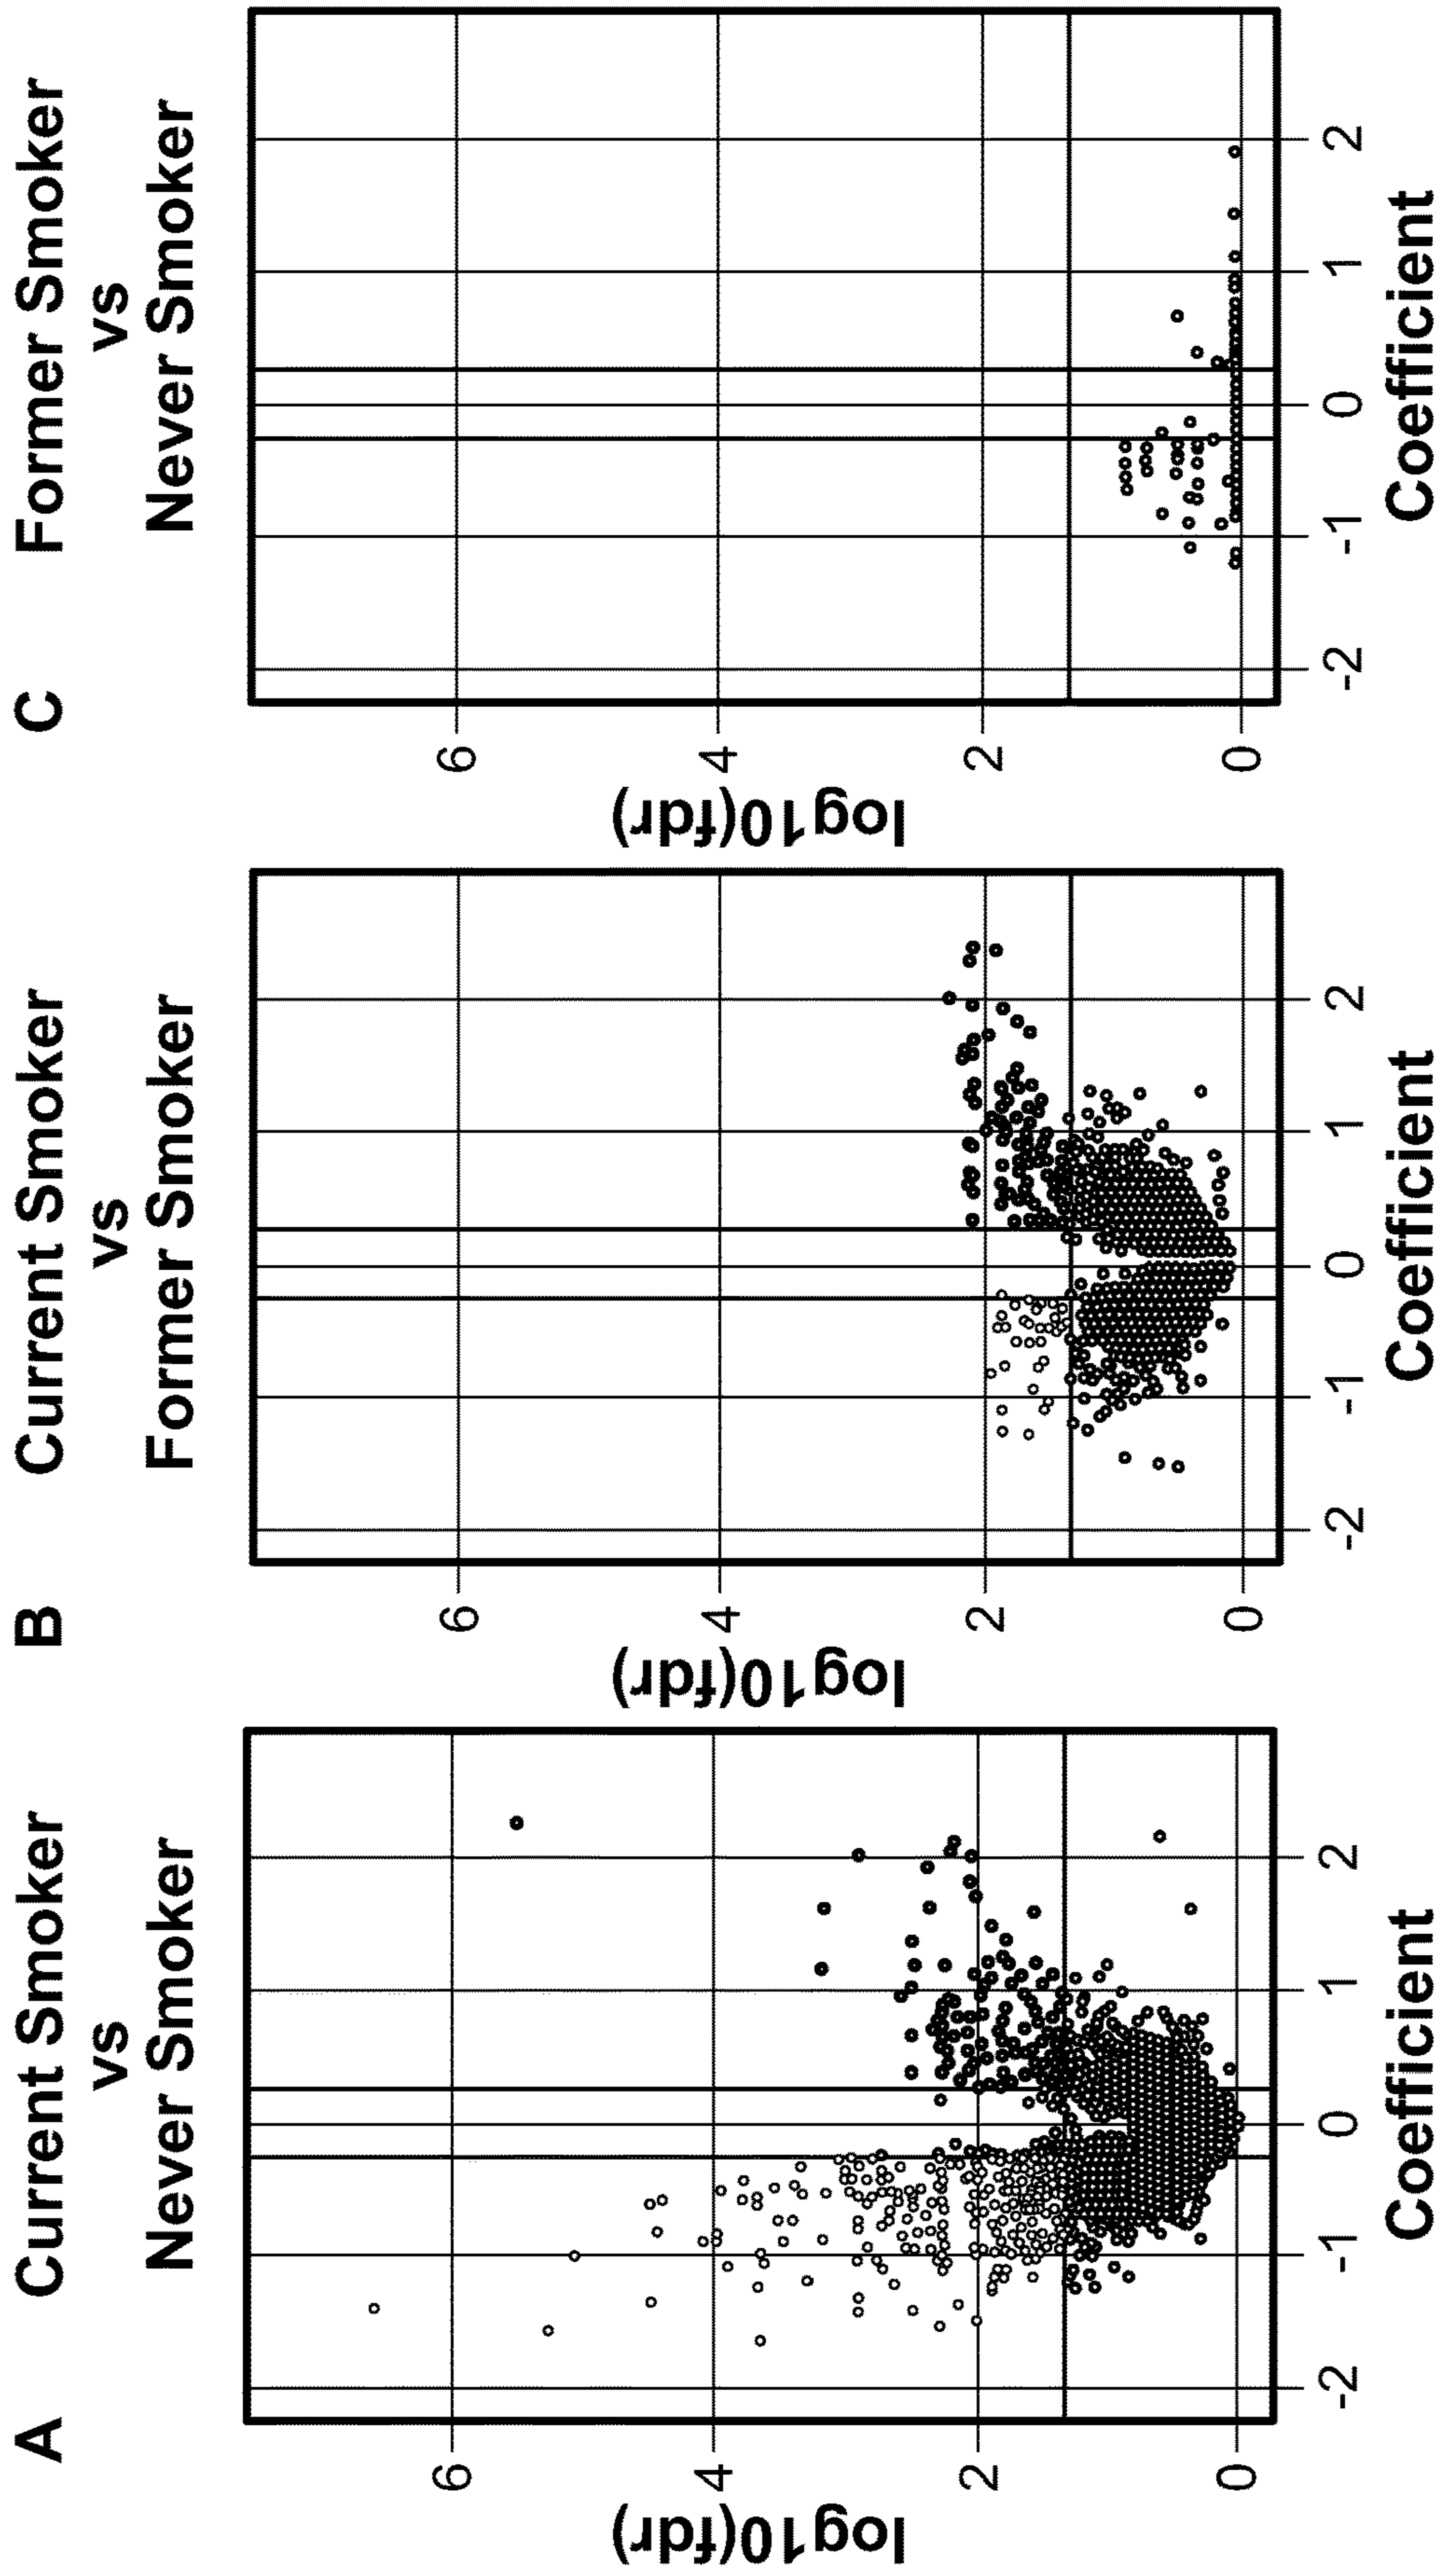 A
Current Smoker
vs
Never Smoker
log10(fdr)
6
4
2
0
-2
-1
0
1
2
Coefficient
B
Current Smoker
vs
Former Smoker
log10(fdr)
6
4
2
0
-2
-1
0
1
2
Coefficient
C
Former Smoker
vs
Never Smoker
log10(fdr)
6
4
2
0
-2
-1
0
1
2
Coefficient